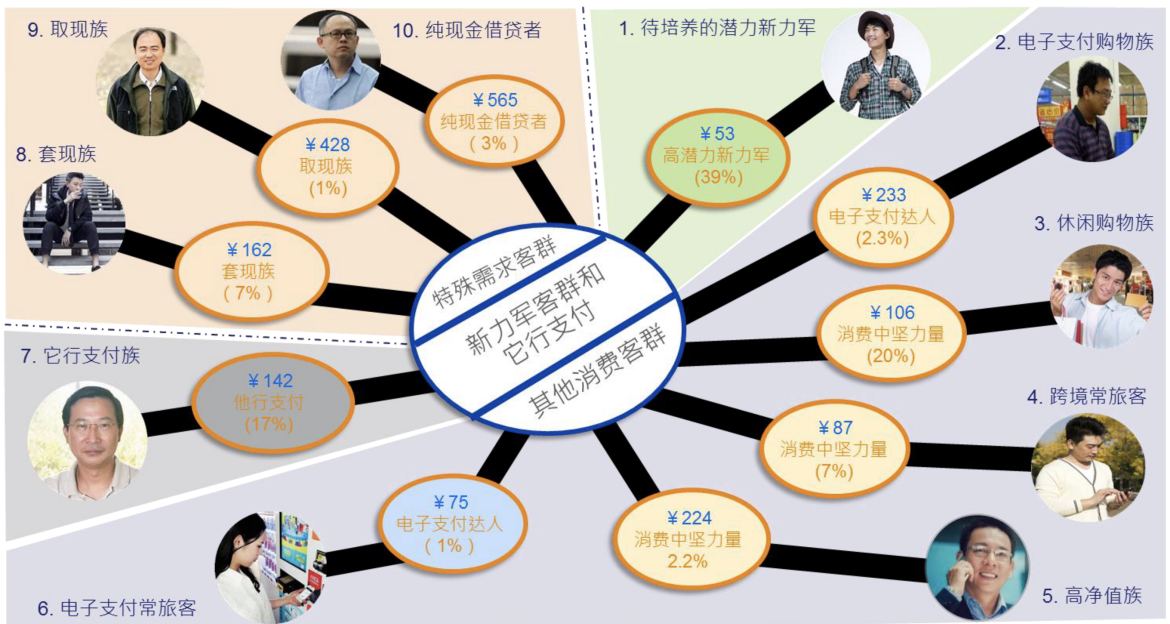 9. 取现族
10. 纯现金借贷者
1. 待培养的潜力新力军
2. 电子支付购物族
¥565
纯现金借贷者
（3%）
¥428
取现族
(1%)
¥53
高潜力新力军
(39%)
8. 套现族
¥233
电子支付达人
(2.3%)
3. 休闲购物族
¥162
套现族
（7%）
特殊需求客群
新力军客群和
它行支付
其他消费客群
¥106
消费中坚力量
(20%)
7. 它行支付族
¥142
他行支付
(17%)
4. 跨境常旅客
¥87
消费中坚力量
(7%)
¥75
电子支付达人
（1%）
¥224
消费中坚力量
2.2%
6. 电子支付常旅客
5. 高净值族